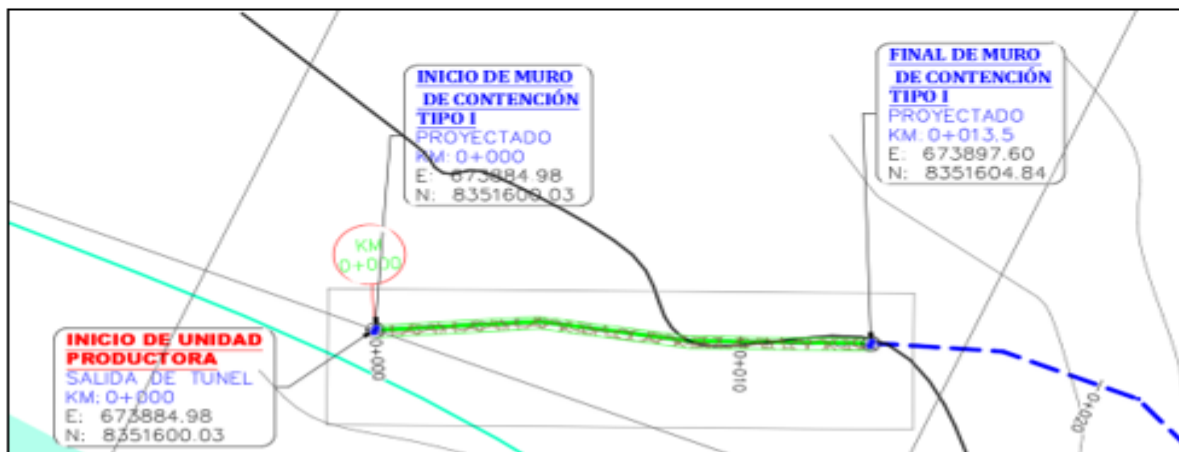 INICIO DE MURO
DE CONTENCIÓN
TIPO I
PROYECTADO
KM: 0+000
E: 673884.98
N: 8351600.03
FINAL DE MURO
DE CONTENCIÓN
TIPO I
PROYECTADO
KM: 0+013,5
E: 673897.60
N: 8351604.84
KM
0+000
INICIO DE UNIDAD
PRODUCTORA
SALIDA DE TUNEL
KM: 0+000
E: 673884.98
N: 8351600.03
0+000
0+010
0+020